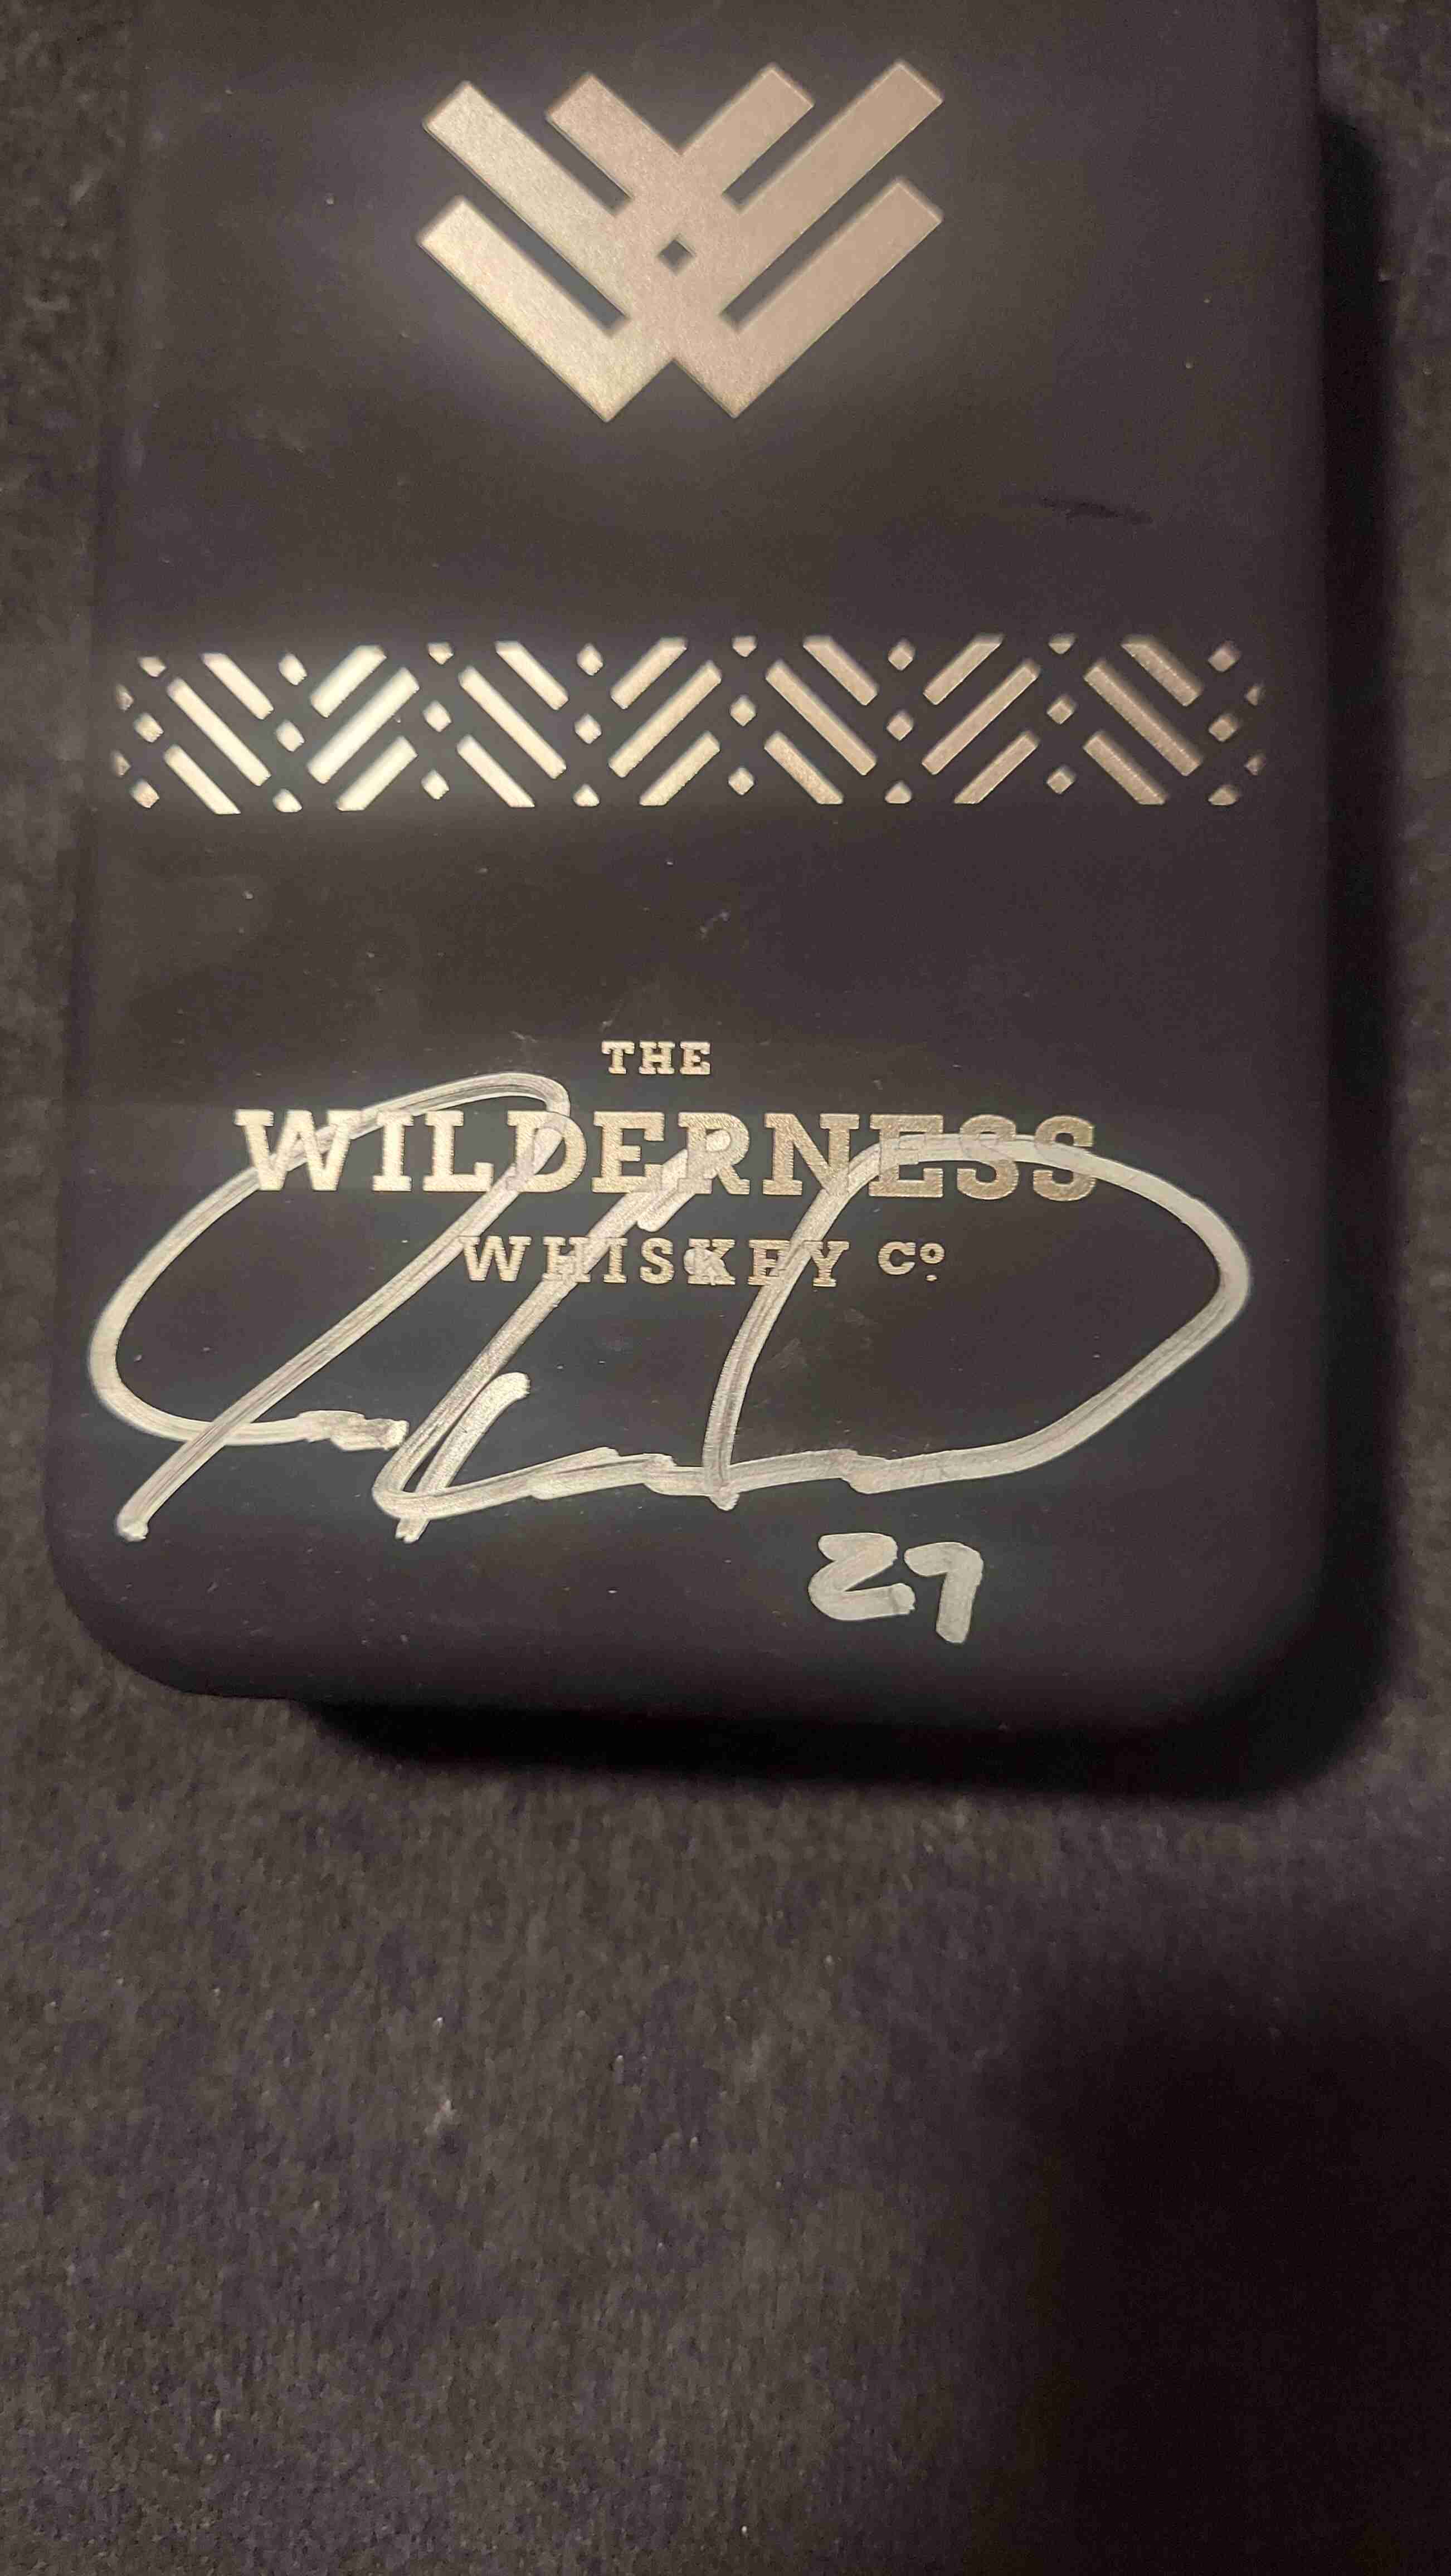 THE
WILDERNESS
WHISKEY Cº.
27